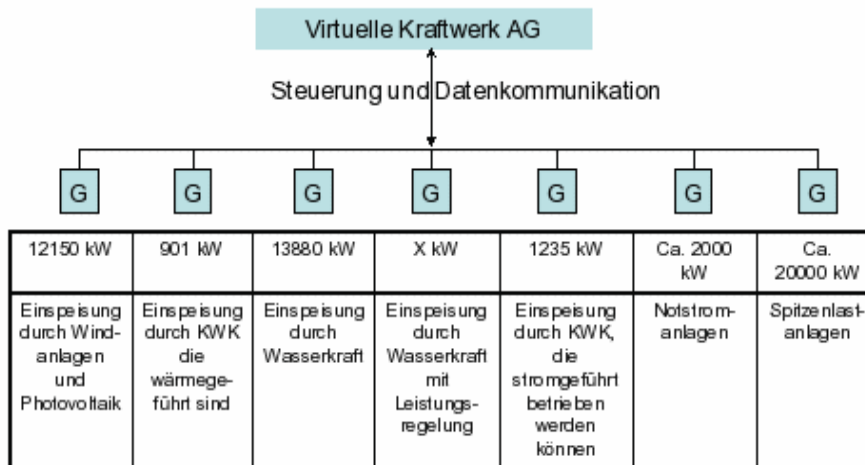 Virtuelle Kraftwerk AG
Steuerung und Datenkommunikation
G G G G G G G
12150 kW
901 kW
13880 kW
X kW
1235 kW
Ca. 2000
kW
Ca.
20000 kW
Einspeisung
durch Wind-
anlagen
und
Photovoltaik
Einspeisung
durch KWK
die
wärmege-
führt sind
Einspeisung
durch
Wasserkraft
Einspeisung
durch
Wasserkraft
mit
Leistungs-
regelung
Einspeisung
durch KWK,
die
stromgeführt
betrieben
werden
können
Notstrom-
anlagen
Spitzenlast-
anlagen